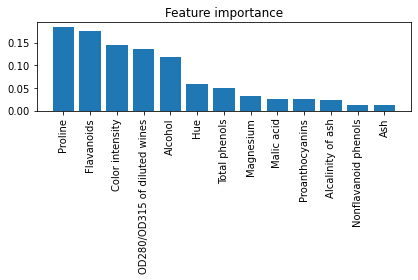 Feature importance
0.15
0.10
0.05
0.00
Proline
Flavanoids
Color intensity
OD280/OD315 of diluted wines
Alcohol
Hue
Total phenols
Magnesium
Malic acid
Proanthocyanins
Alcalinity of ash
Nonflavanoid phenols
Ash